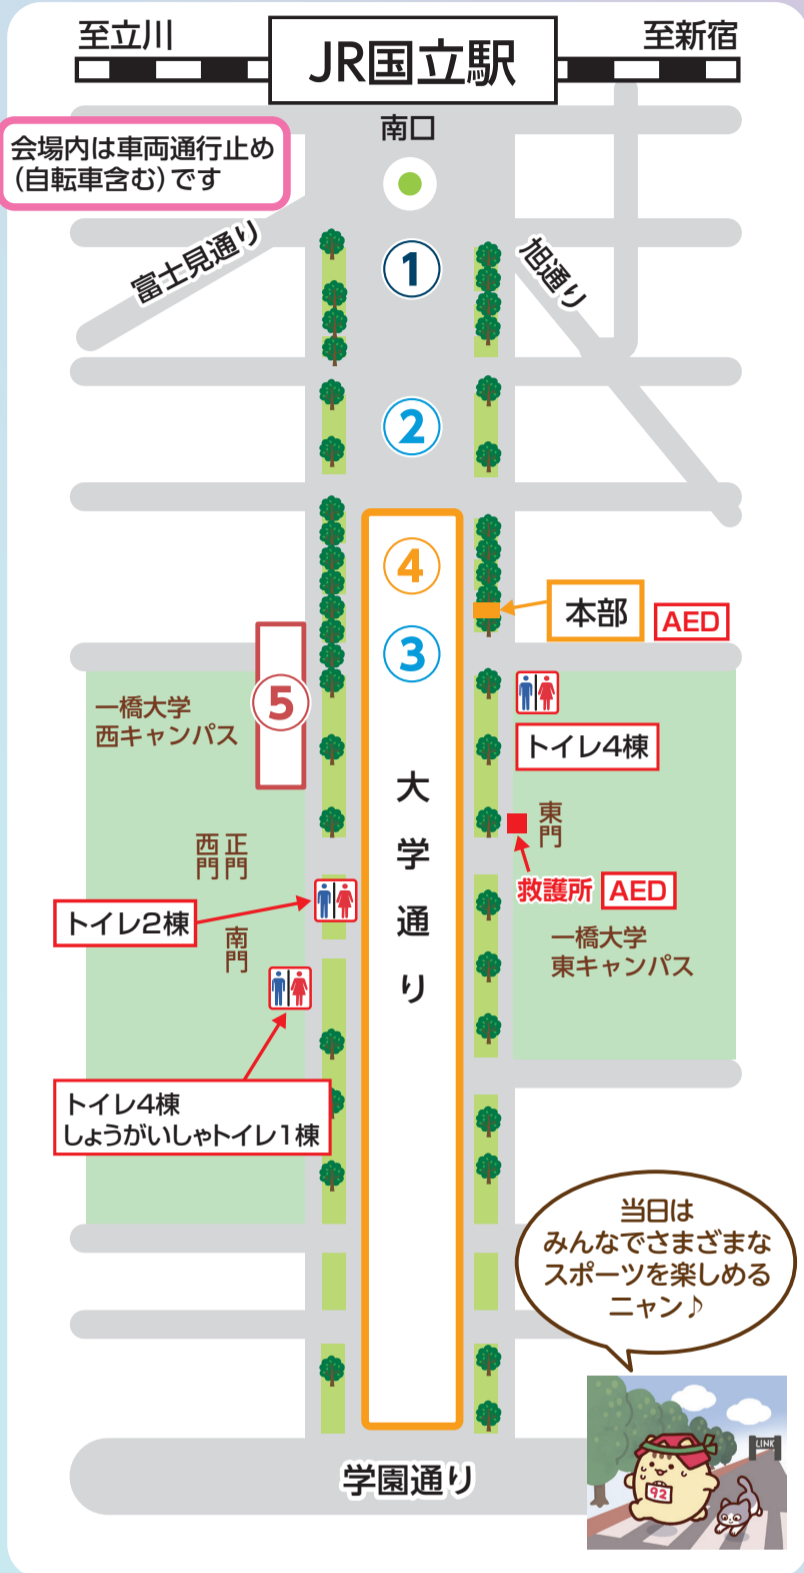 至立川
JR国立駅
至新宿
南口
会場内は車両通行止め
(自転車含む)です
富士見通り
旭通り
①
②
④
③
本部
AED
⑤
一橋大学
西キャンパス
トイレ4棟
大学通り
東門
正門
西門
救護所
AED
トイレ2棟
南門
一橋大学
東キャンパス
トイレ4棟
しょうがいしゃトイレ1棟
当日は
みんなでさまざまな
スポーツを楽しめる
ニャン♪
LINK
92
学園通り